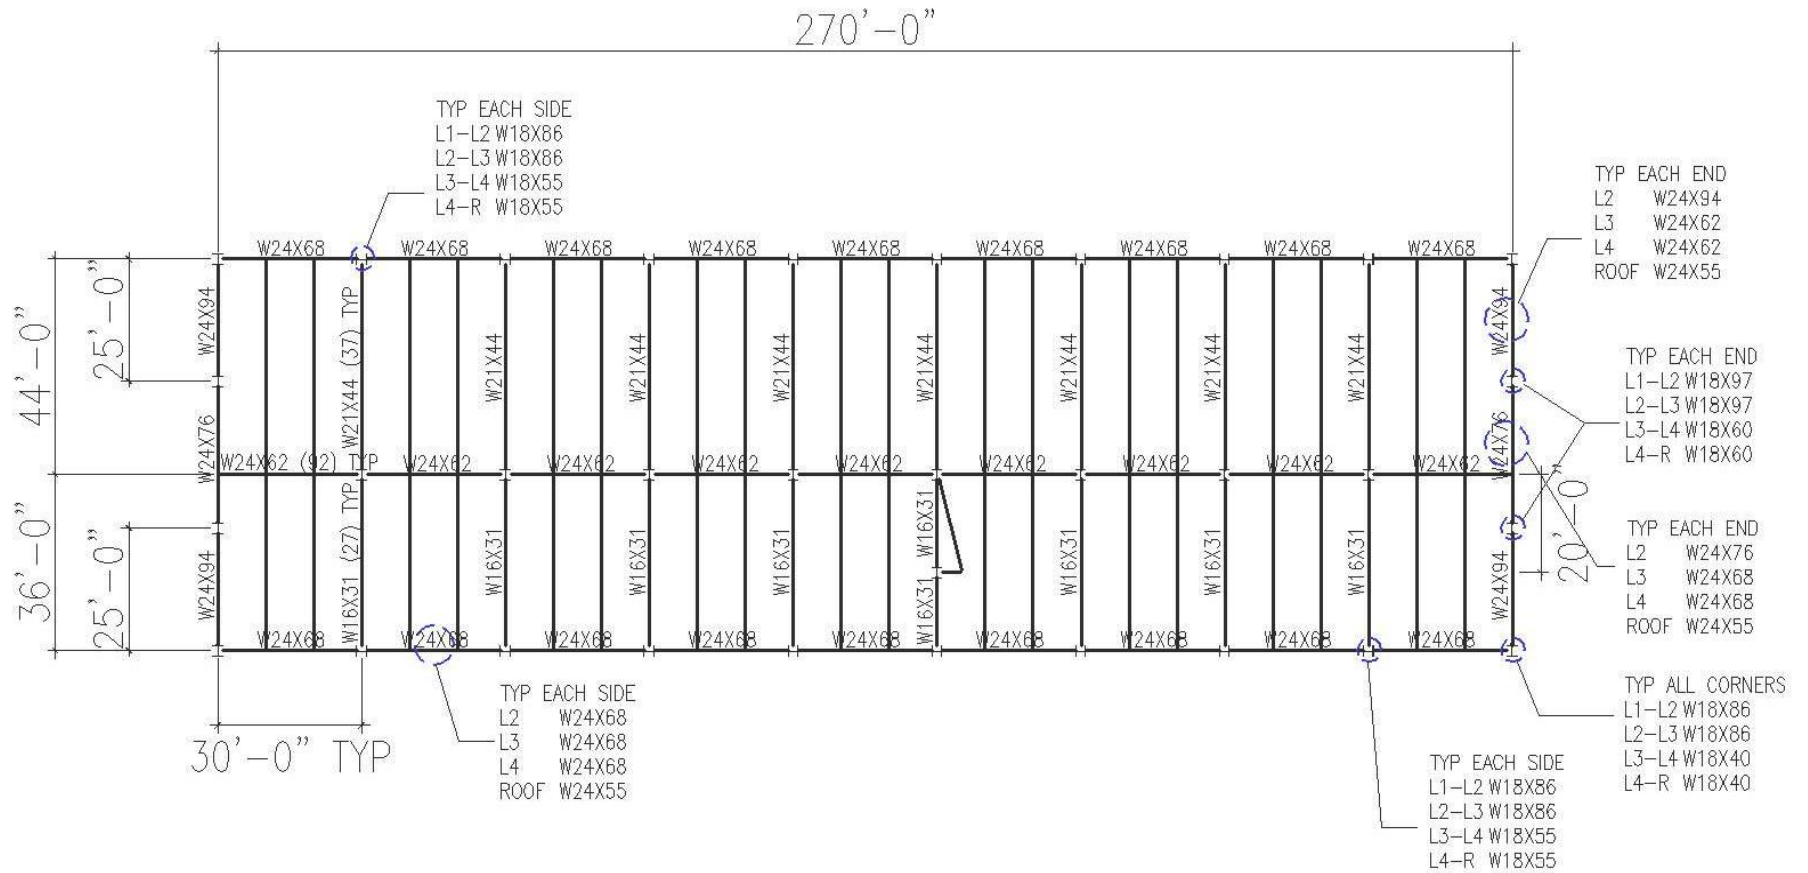 270'-0"
TYP EACH SIDE
L1-L2 W18X86
L2-L3 W18X86
L3-L4 W18X55
L4-R W18X55
TYP EACH END
L2 W24X94
L3 W24X62
L4 W24X62
ROOF W24X55
W24X68 W24X68 W24X68 W24X68 W24X68 W24X68 W24X68 W24X68 W24X68
44'-0"
25'-0"
W24X94
W21X44 (37) TYP
W21X44
W21X44
W21X44
W21X44
W21X44
W21X44
W21X44
W24X94
TYP EACH END
L1-L2 W18X97
L2-L3 W18X97
L3-L4 W18X60
L4-R W18X60
W24X76
W24X76
W24X62 (92) TYP W24X62 W24X62 W24X62 W24X62 W24X62 W24X62 W24X62 W24X62
36'-0"
25'-0"
W24X94
W16X31 (27) TYP
W16X31
W16X31
W16X31
W16X31
W16X31
W16X31
W16X31
W16X31
W24X94
20'-0"
TYP EACH END
L2 W24X76
L3 W24X68
L4 W24X68
ROOF W24X55
W24X68 W24X68 W24X68 W24X68 W24X68 W24X68 W24X68 W24X68 W24X68
30'-0" TYP
TYP EACH SIDE
L2 W24X68
L3 W24X68
L4 W24X68
ROOF W24X55
TYP ALL CORNERS
L1-L2 W18X86
L2-L3 W18X86
L3-L4 W18X40
L4-R W18X40
TYP EACH SIDE
L1-L2 W18X86
L2-L3 W18X86
L3-L4 W18X55
L4-R W18X55